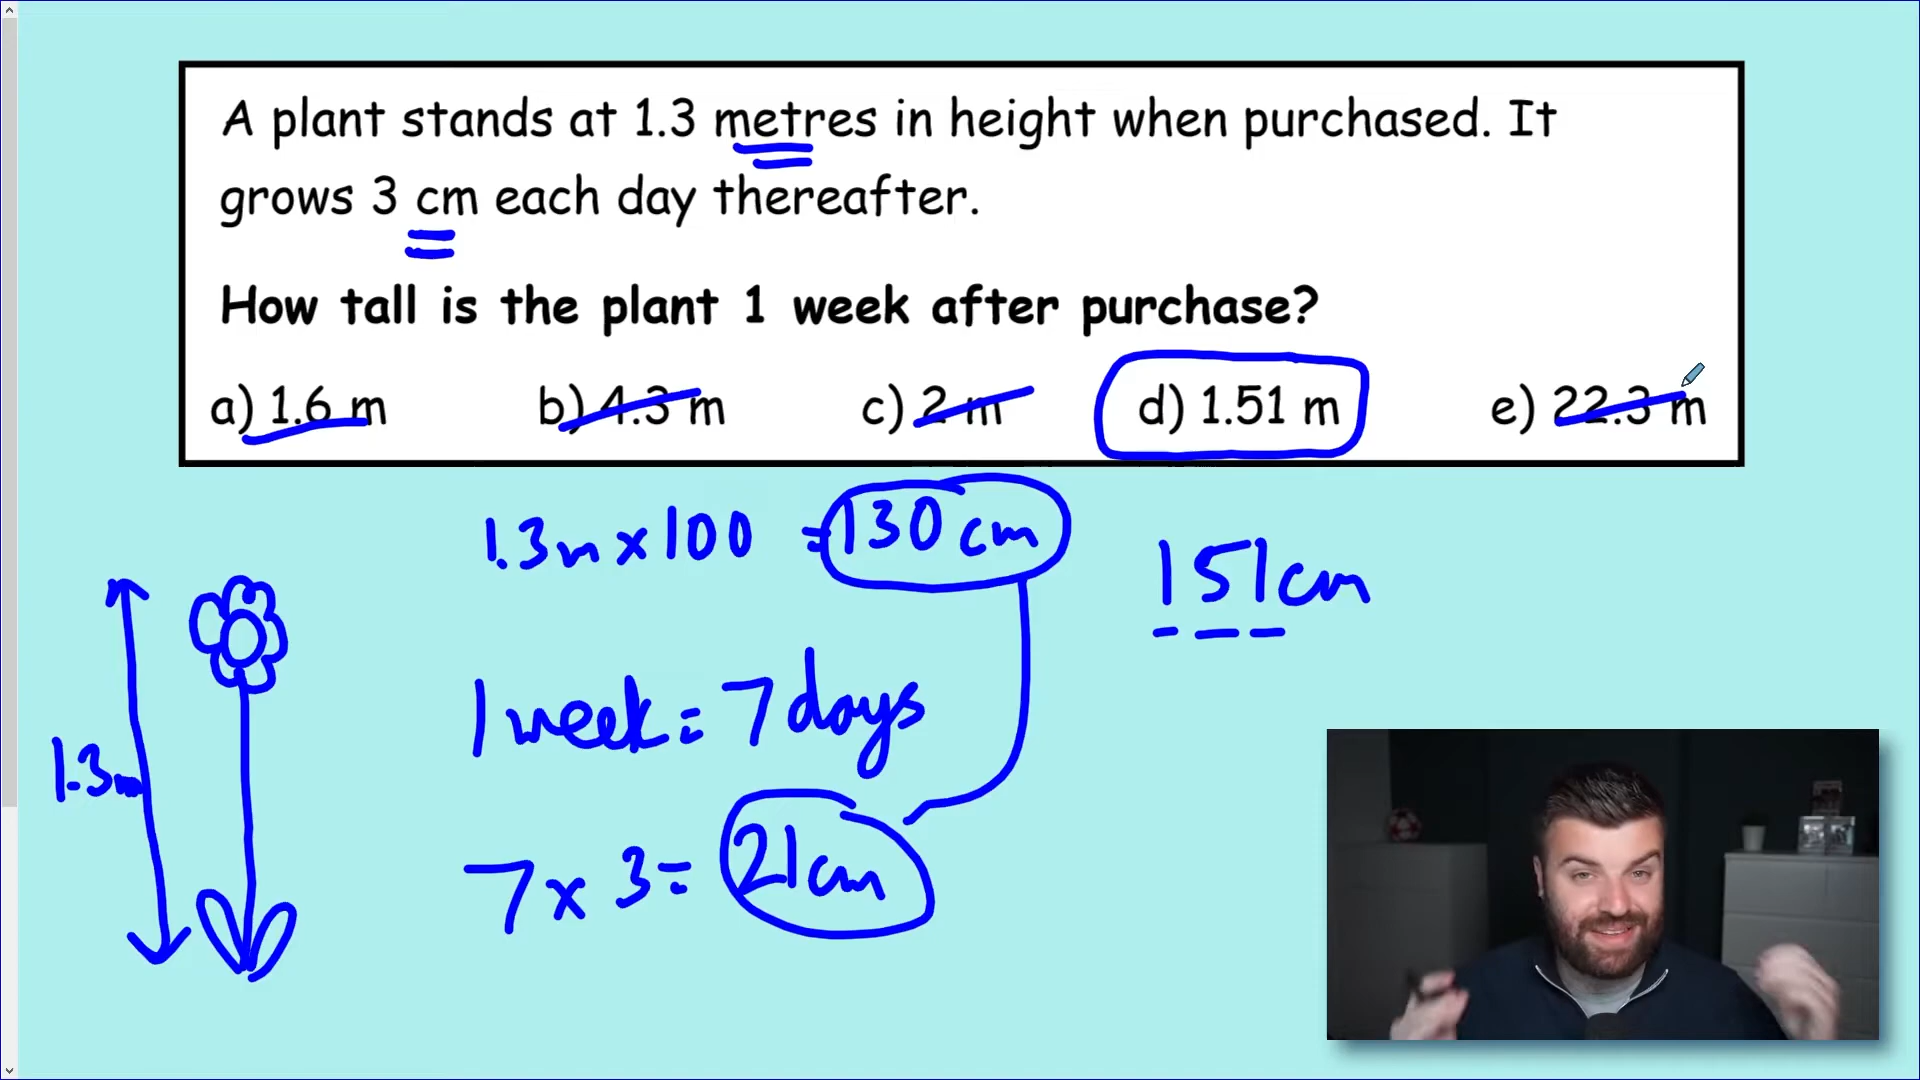 A plant stands at 1.3 metres in height when purchased. It
grows 3 cm each day thereafter.
How tall is the plant 1 week after purchase?
a) 1.6 m b) 4.3 m c) 2 m d) 1.51 m e) 22.3 m
1.3m x 100 = 130 cm
151cm
1 week = 7 days
1.3m
7 x 3 = 21cm